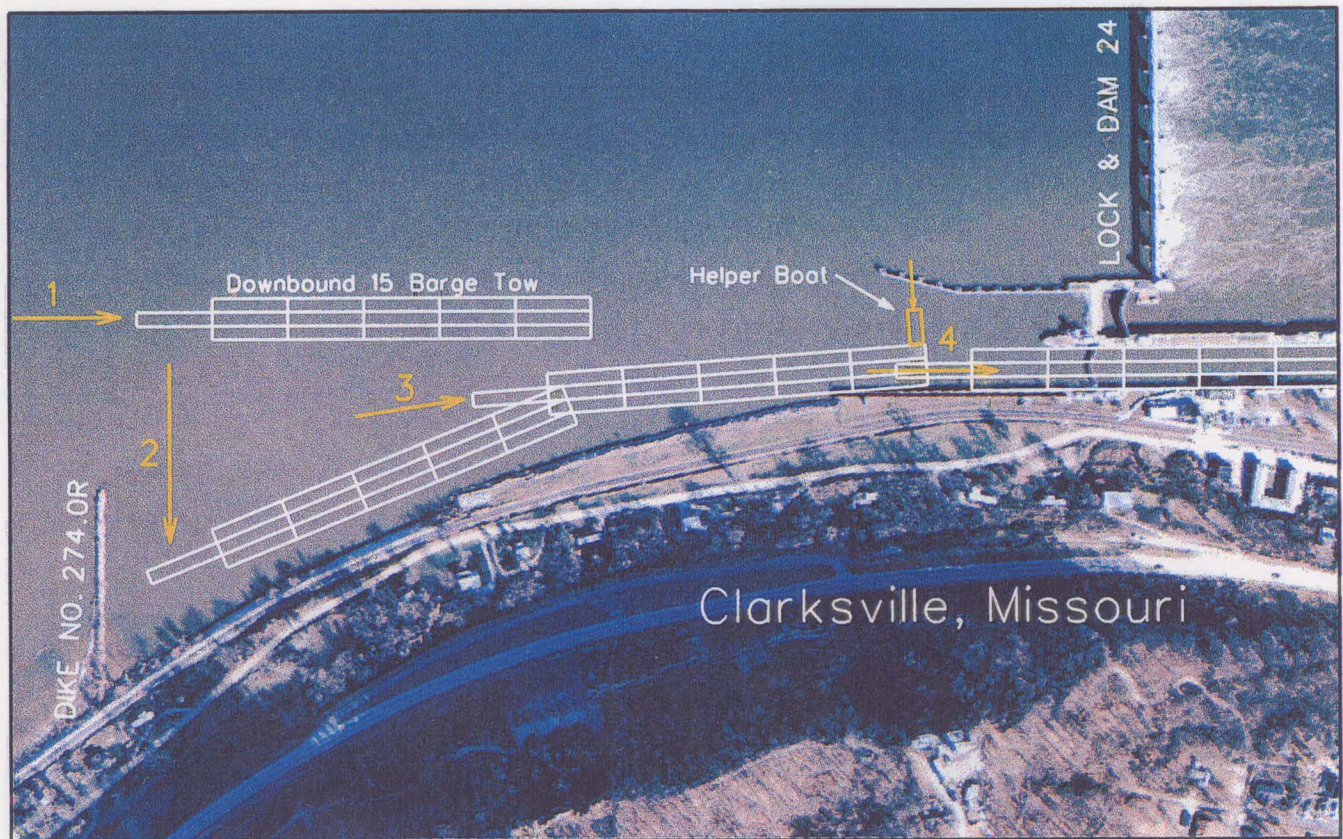 LOCK & DAM 24
Downbound 15 Barge Tow
Helper Boat
1
2
3
4
DIKE NO. 274.0R
Clarksville, Missouri